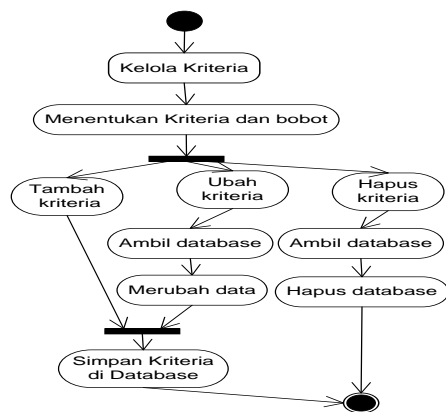 Kelola Kriteria
Menentukan Kriteria dan bobot
Tambah
kriteria
Ubah
kriteria
Hapus
kriteria
Ambil database
Ambil database
Merubah data
Hapus database
Simpan Kriteria
di Database